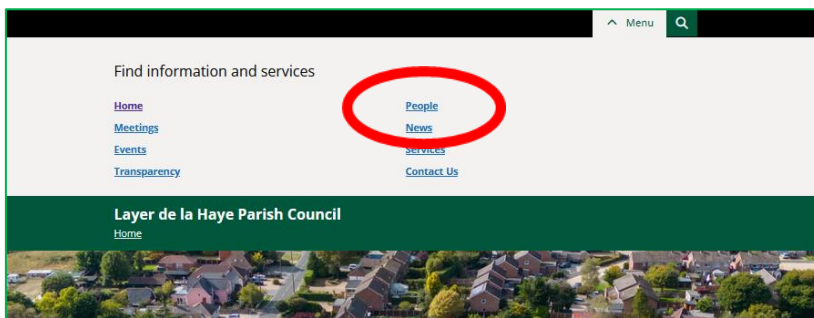 Menu
Find information and services
Home
Meetings
Events
Transparency
People
News
Services
Contact Us
Layer de la Haye Parish Council
Home